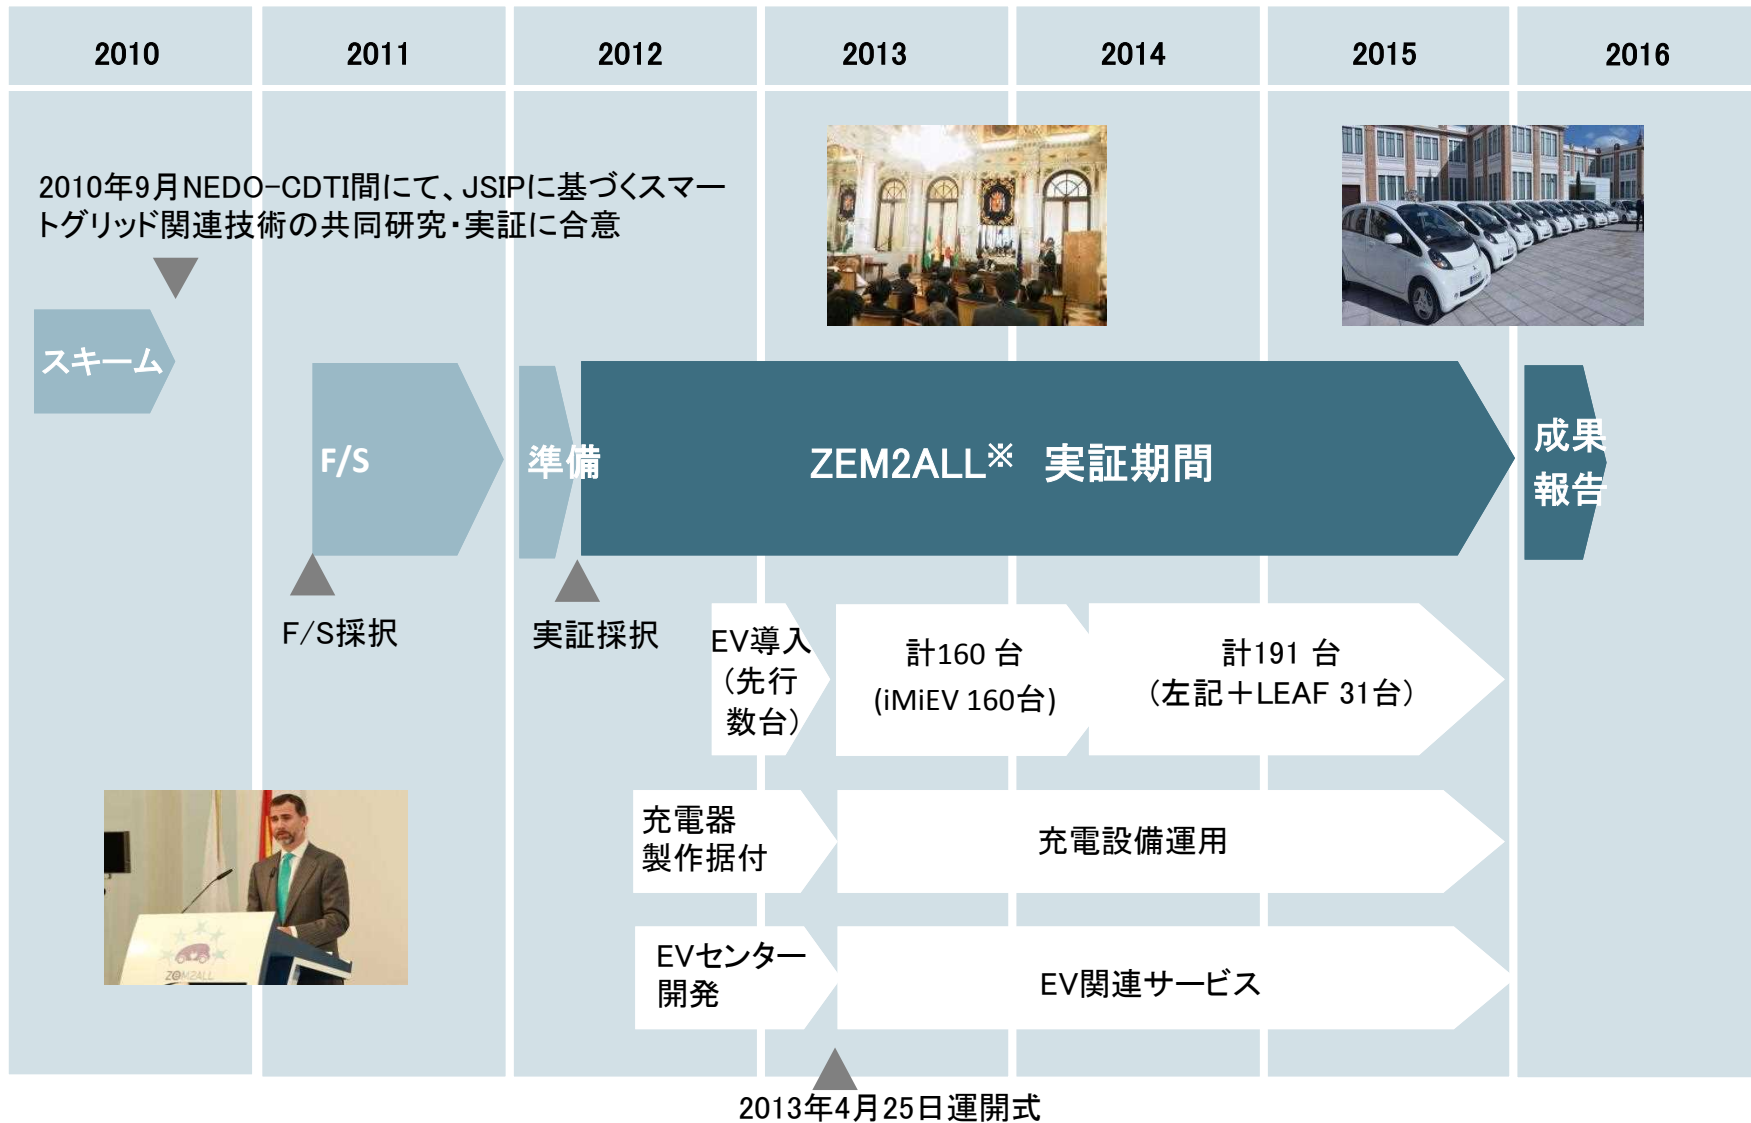 2010
2011
2012
2013
2014
2015
2016
2010年9月NEDO-CDTI間にて、JSIPに基づくスマー
トグリッド関連技術の共同研究・実証に合意
スキーム
F/S
準備
ZEM2ALL※ 実証期間
成果
報告
F/S採択
実証採択
EV導入
（先行
数台）
計160 台
(iMiEV 160台)
計191 台
（左記＋LEAF 31台）
充電器
製作据付
充電設備運用
EVセンター
開発
EV関連サービス
ZEM2ALL
2013年4月25日運開式